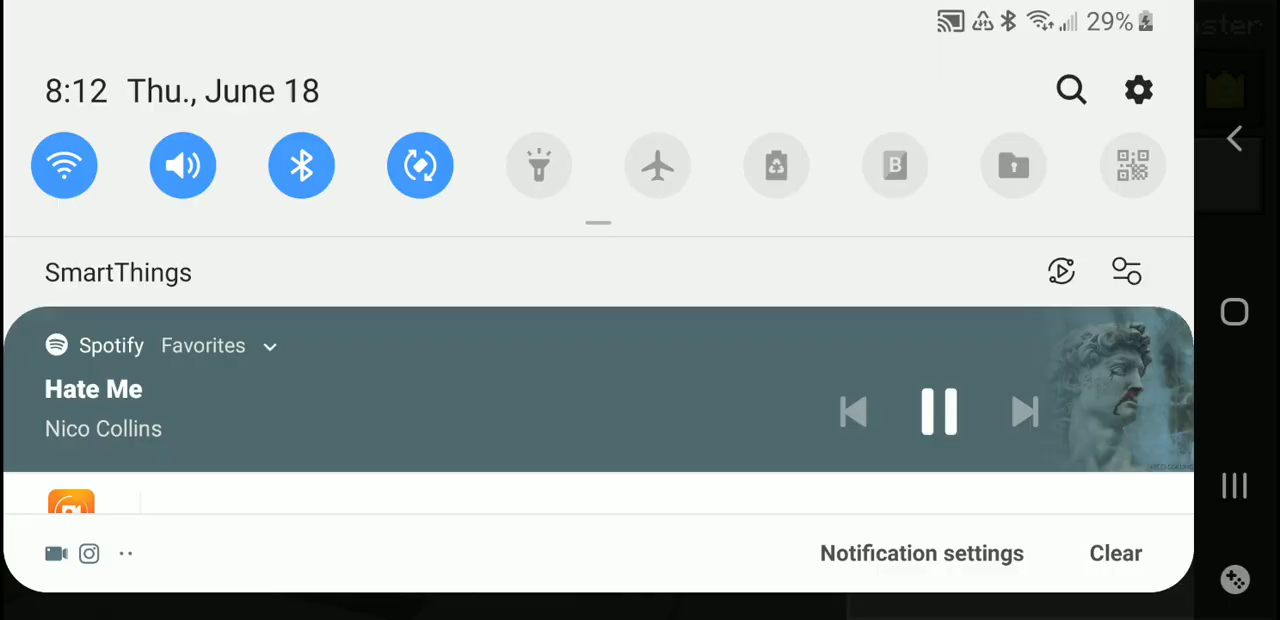 29%
8:12 Thu., June 18
B
SmartThings
Spotify Favorites
Hate Me
Nico Collins
Notification settings
Clear